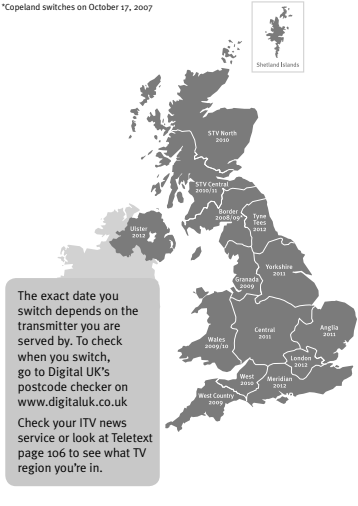 *Copeland switches on October 17, 2007
Shetland Islands
STV North
2010
STV Central
2010/11
Border
2008/09
Tyne
Tees
2012
Ulster
2012
Yorkshire
2011
Granada
2009
Central
2011
Anglia
2011
Wales
2009/10
London
2012
West
2010
Meridian
2012
West Country
2009
The exact date you
switch depends on the
transmitter you are
served by. To check
when you switch,
go to Digital UK’s
postcode checker on
www.digitaluk.co.uk
Check your ITV news
service or look at Teletext
page 106 to see what TV
region you’re in.